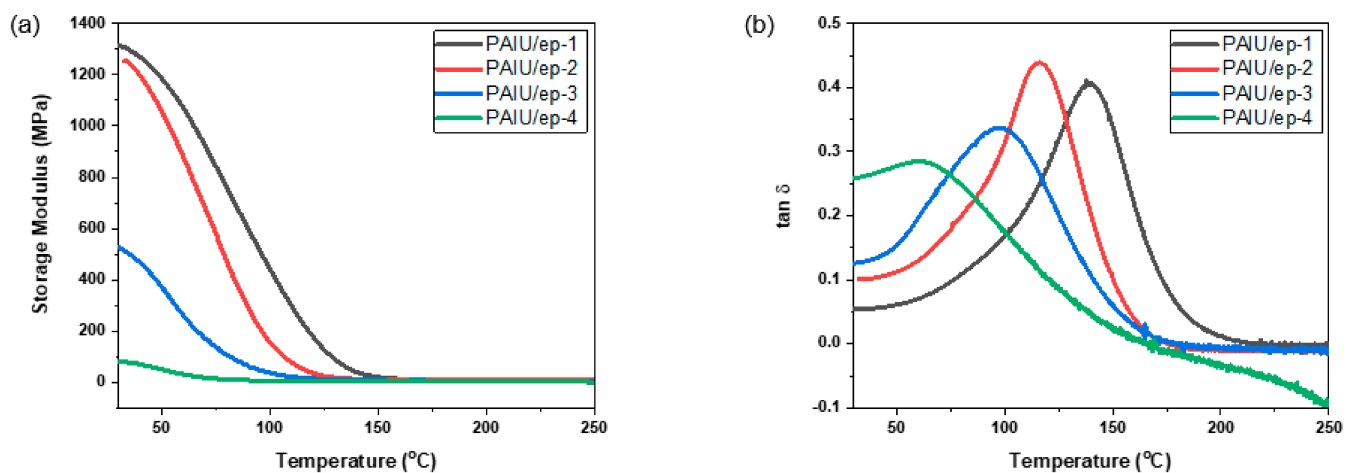 (a)
1400
1200
1000
800
600
400
200
0
Storage Modulus (MPa)
50
100
150
200
250
Temperature (°C)
PAIU/ep-1
PAIU/ep-2
PAIU/ep-3
PAIU/ep-4
(b)
0.5
0.4
0.3
0.2
0.1
0.0
-0.1
tan δ
50
100
150
200
250
Temperature (°C)
PAIU/ep-1
PAIU/ep-2
PAIU/ep-3
PAIU/ep-4